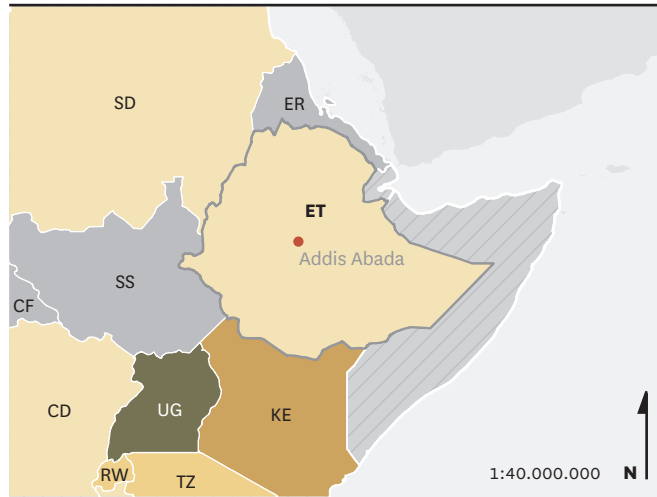 SD
ER
ET
Addis Abada
SS
CF
CD
UG
KE
RW
TZ
1:40.000.000 N